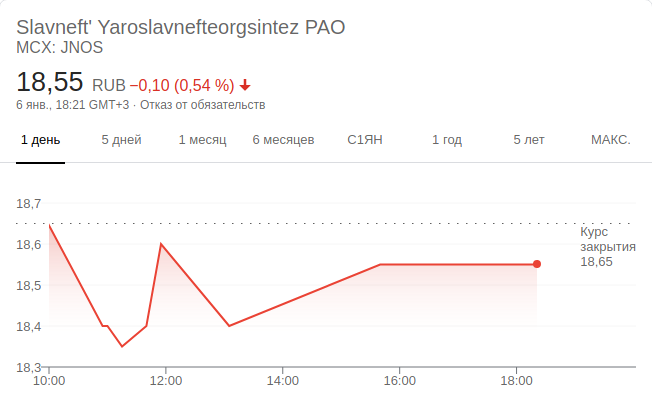 Slavneft' Yaroslavnefteorgsintez PAO
MCX: JNOS
18,55 RUB −0,10 (0,54 %)
6 янв., 18:21 GMT+3 · Отказ от обязательств
1 день 5 дней 1 месяц 6 месяцев С1ЯН 1 год 5 лет МАКС.
18,7
18,6
18,5
18,4
18,3
Курс
закрытия
18,65
10:00 12:00 14:00 16:00 18:00